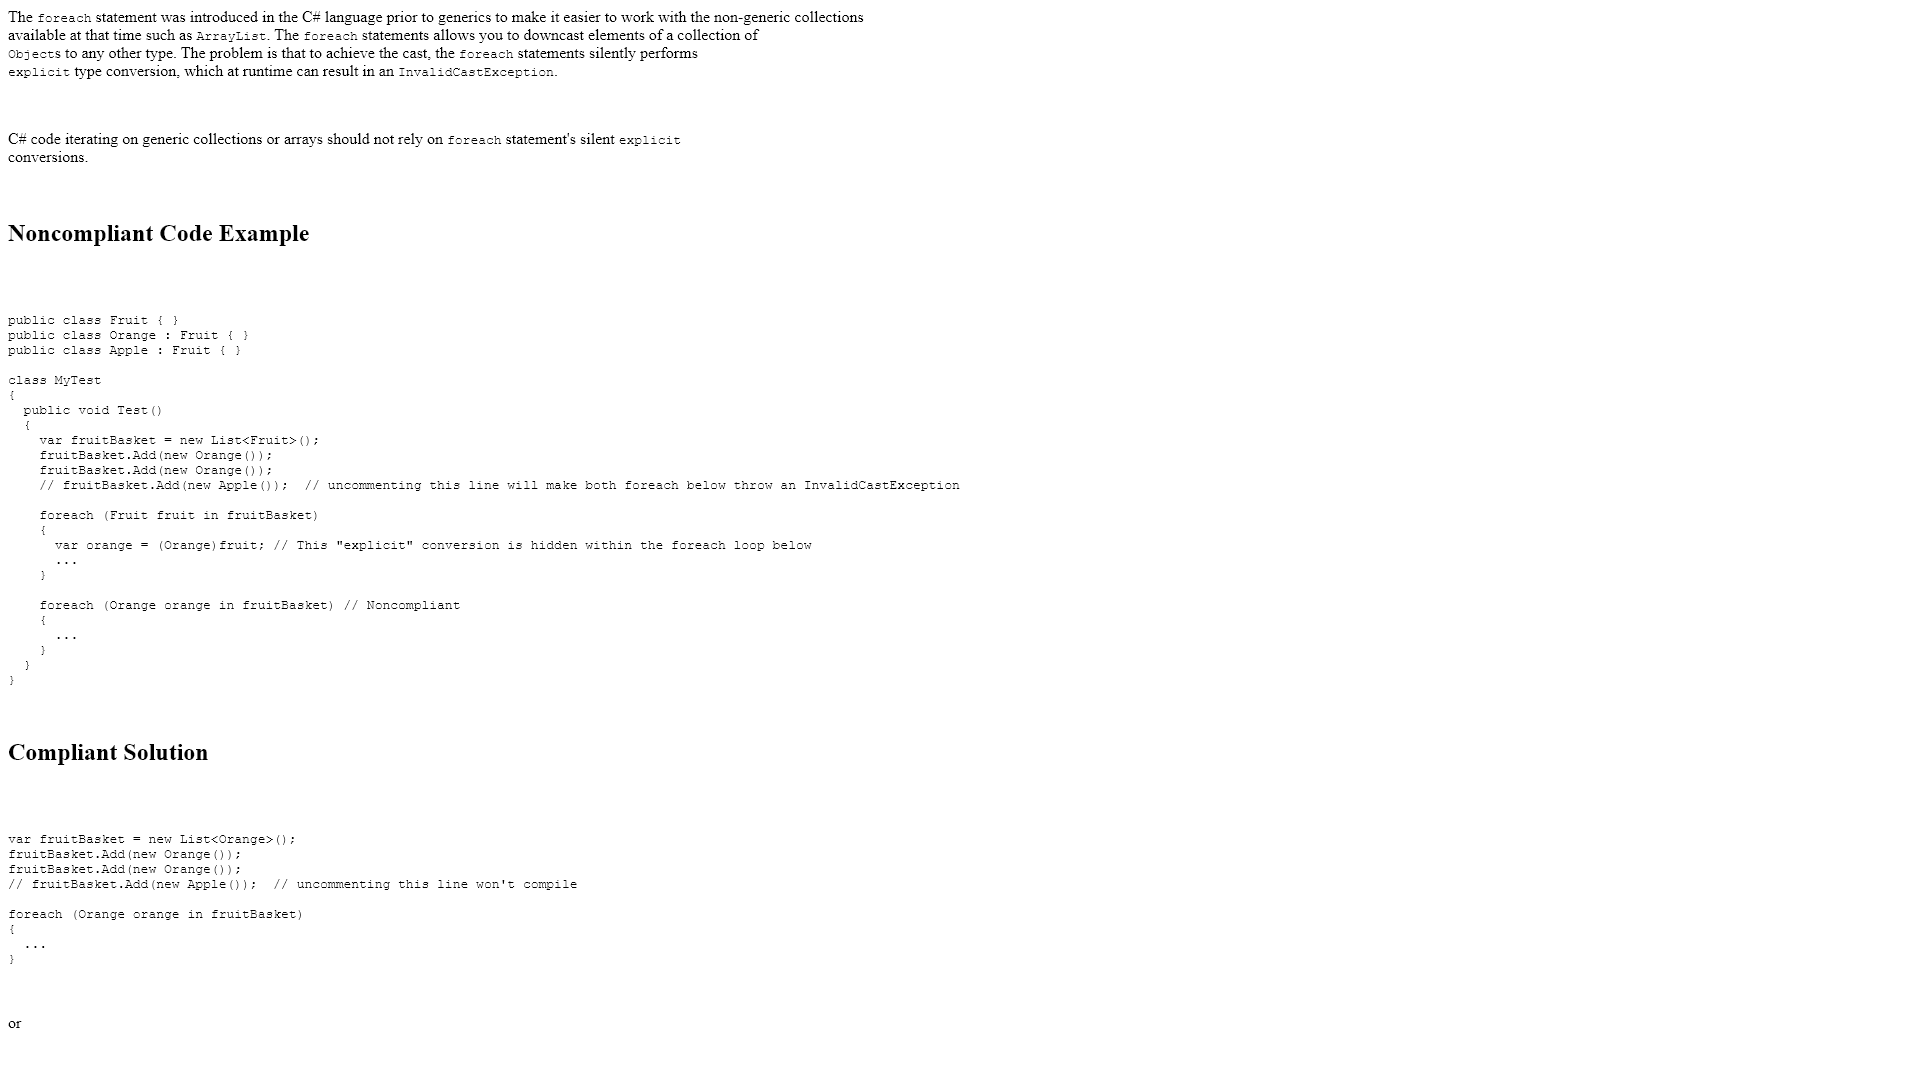 The foreach statement was introduced in the C# language prior to generics to make it easier to work with the non-generic collections
available at that time such as ArrayList. The foreach statements allows you to downcast elements of a collection of
Objects to any other type. The problem is that to achieve the cast, the foreach statements silently performs
explicit type conversion, which at runtime can result in an InvalidCastException.
C# code iterating on generic collections or arrays should not rely on foreach statement's silent explicit
conversions.
Noncompliant Code Example
public class Fruit { }
public class Orange : Fruit { }
public class Apple : Fruit { }
class MyTest
{
  public void Test()
  {
    var fruitBasket = new List<Fruit>();
    fruitBasket.Add(new Orange());
    fruitBasket.Add(new Orange());
    // fruitBasket.Add(new Apple());  // uncommenting this line will make both foreach below throw an InvalidCastException
    foreach (Fruit fruit in fruitBasket)
    {
      var orange = (Orange)fruit; // This "explicit" conversion is hidden within the foreach loop below
      ...
    }
    foreach (Orange orange in fruitBasket) // Noncompliant
    {
      ...
    }
  }
}
Compliant Solution
var fruitBasket = new List<Orange>();
fruitBasket.Add(new Orange());
fruitBasket.Add(new Orange());
// fruitBasket.Add(new Apple());  // uncommenting this line won't compile
foreach (Orange orange in fruitBasket)
{
  ...
}
or